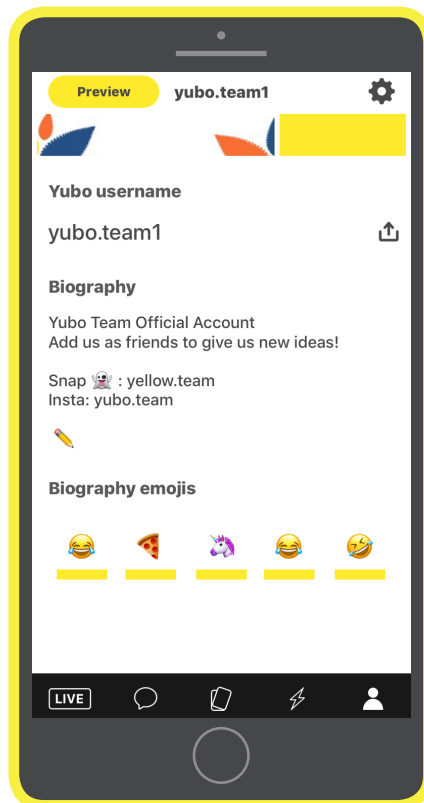 Preview yubo.team1
Yubo username
yubo.team1
Biography
Yubo Team Official Account
Add us as friends to give us new ideas!
Snap 👻 : yellow.team
Insta: yubo.team
Biography emojis
LIVE